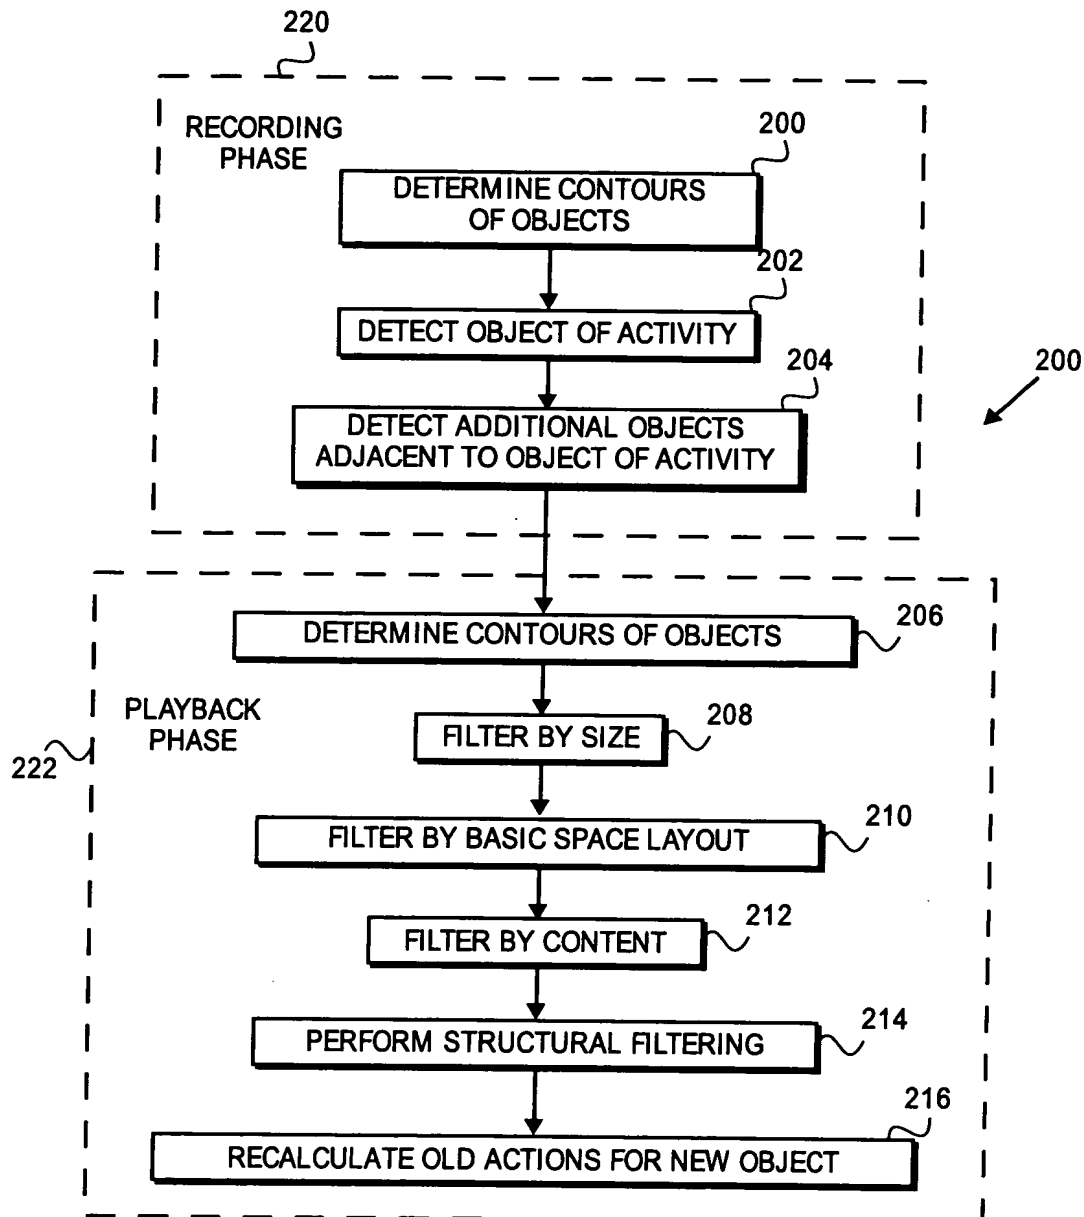 220
RECORDING
PHASE
200
DETERMINE CONTOURS
OF OBJECTS
202
DETECT OBJECT OF ACTIVITY
204
200
DETECT ADDITIONAL OBJECTS
ADJACENT TO OBJECT OF ACTIVITY
206
DETERMINE CONTOURS OF OBJECTS
PLAYBACK
PHASE
222
208
FILTER BY SIZE
210
FILTER BY BASIC SPACE LAYOUT
212
FILTER BY CONTENT
214
PERFORM STRUCTURAL FILTERING
216
RECALCULATE OLD ACTIONS FOR NEW OBJECT